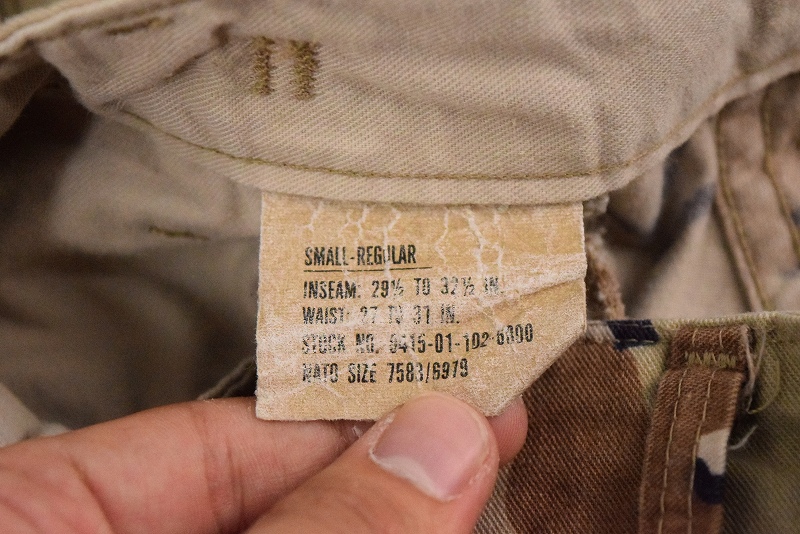 SMALL-REGULAR
INSEAM: 29½ TO 32½ IN.
WAIST: 27 TO 31 IN.
STOCK NO. 8415-01-102-6800
NATO SIZE 7583/6979